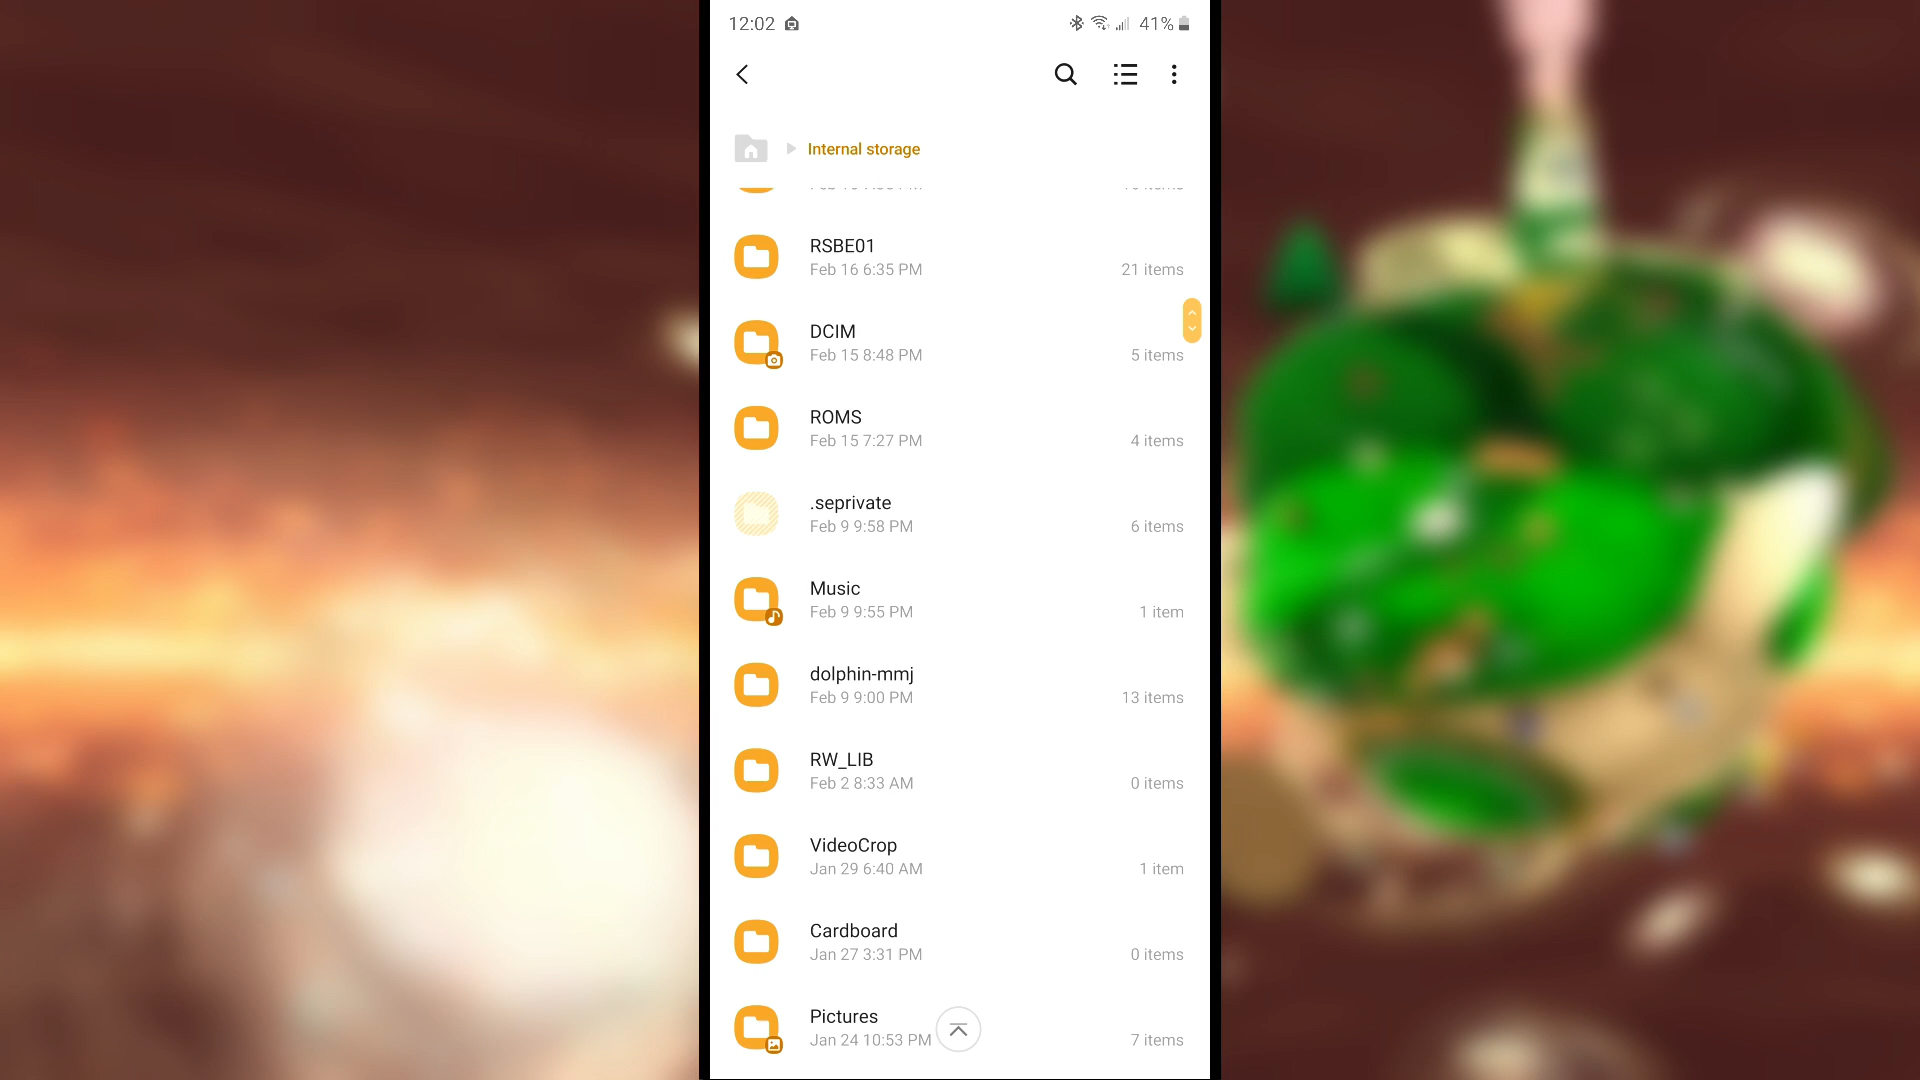 12:02 41%
Internal storage
RSBE01
Feb 16 6:35 PM 21 items
DCIM
Feb 15 8:48 PM 5 items
ROMS
Feb 15 7:27 PM 4 items
.seprivate
Feb 9 9:58 PM 6 items
Music
Feb 9 9:55 PM 1 item
dolphin-mmj
Feb 9 9:00 PM 13 items
RW_LIB
Feb 2 8:33 AM 0 items
VideoCrop
Jan 29 6:40 AM 1 item
Cardboard
Jan 27 3:31 PM 0 items
Pictures
Jan 24 10:53 PM 7 items